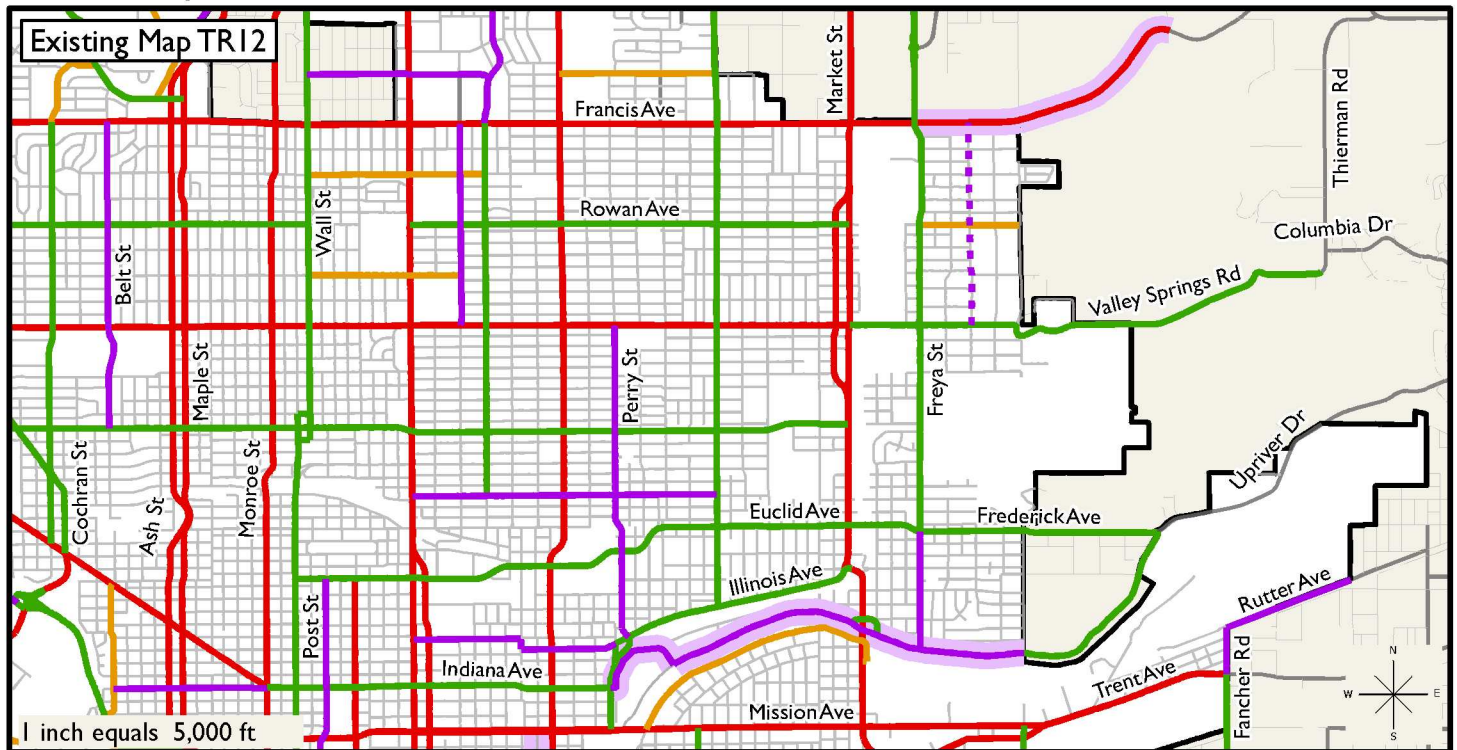 Existing Map TR12
Market St
Thierman Rd
Francis Ave
Rowan Ave
Wall St
Columbia Dr
Belt St
Valley Springs Rd
Maple St
Perry St
Freya St
Cochran St
Ash St
Monroe St
Upriver Dr
Euclid Ave
Frederick Ave
Illinois Ave
Rutter Ave
Post St
Indiana Ave
Trent Ave
Fancher Rd
Mission Ave
N
W E
S
1 inch equals 5,000 ft